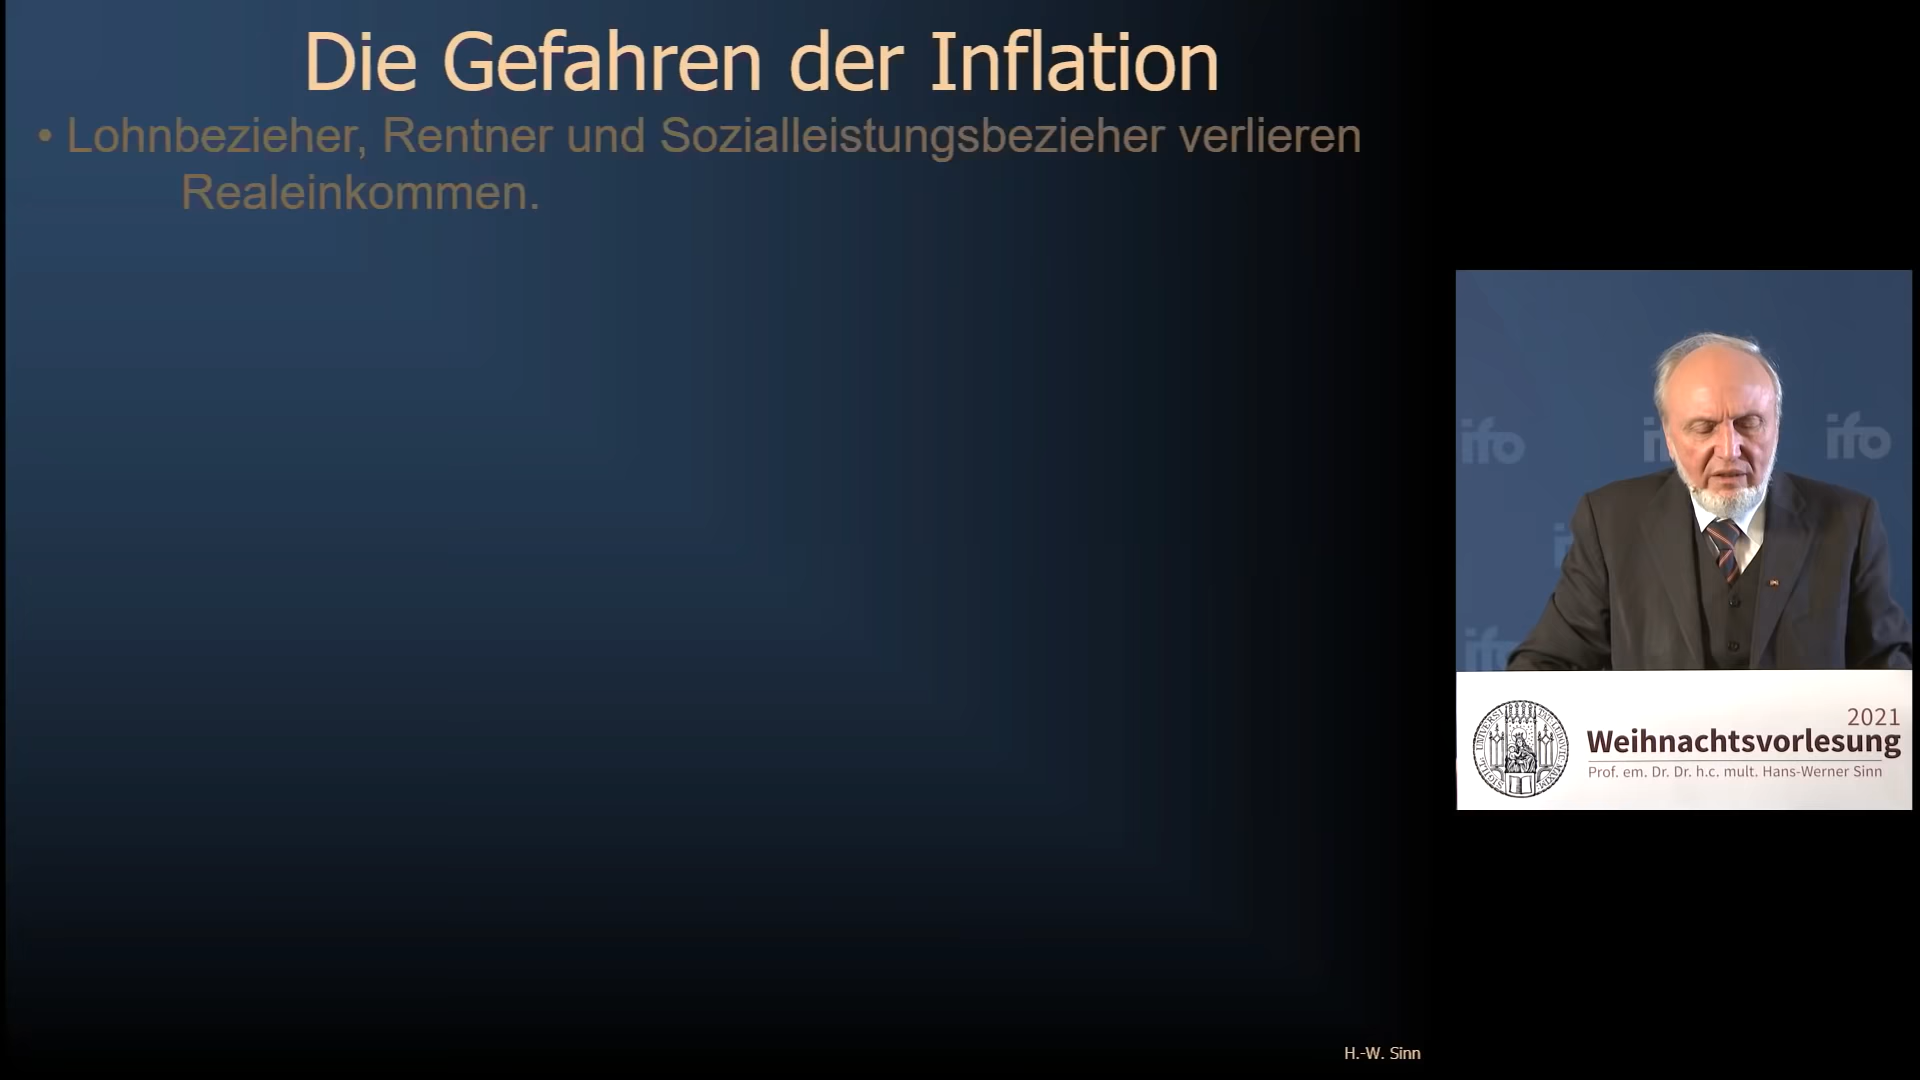 Die Gefahren der Inflation
• Lohnbezieher, Rentner und Sozialleistungsbezieher verlieren
Realeinkommen.
ifo
ifo
ifo
2021
Weihnachtsvorlesung
Prof. em. Dr. Dr. h.c. mult. Hans-Werner Sinn
H.-W. Sinn